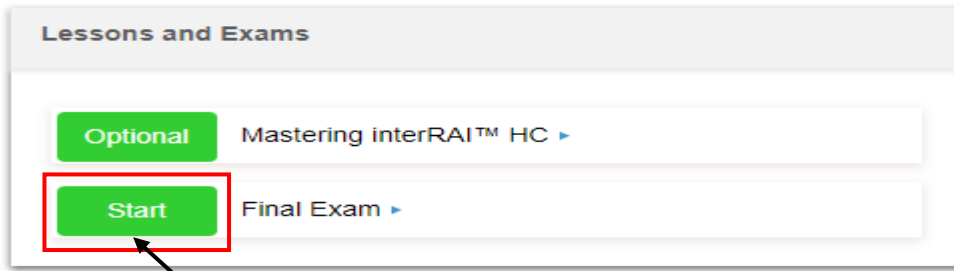 Lessons and Exams
Optional Mastering interRAI™ HC ▸
Start Final Exam ▸